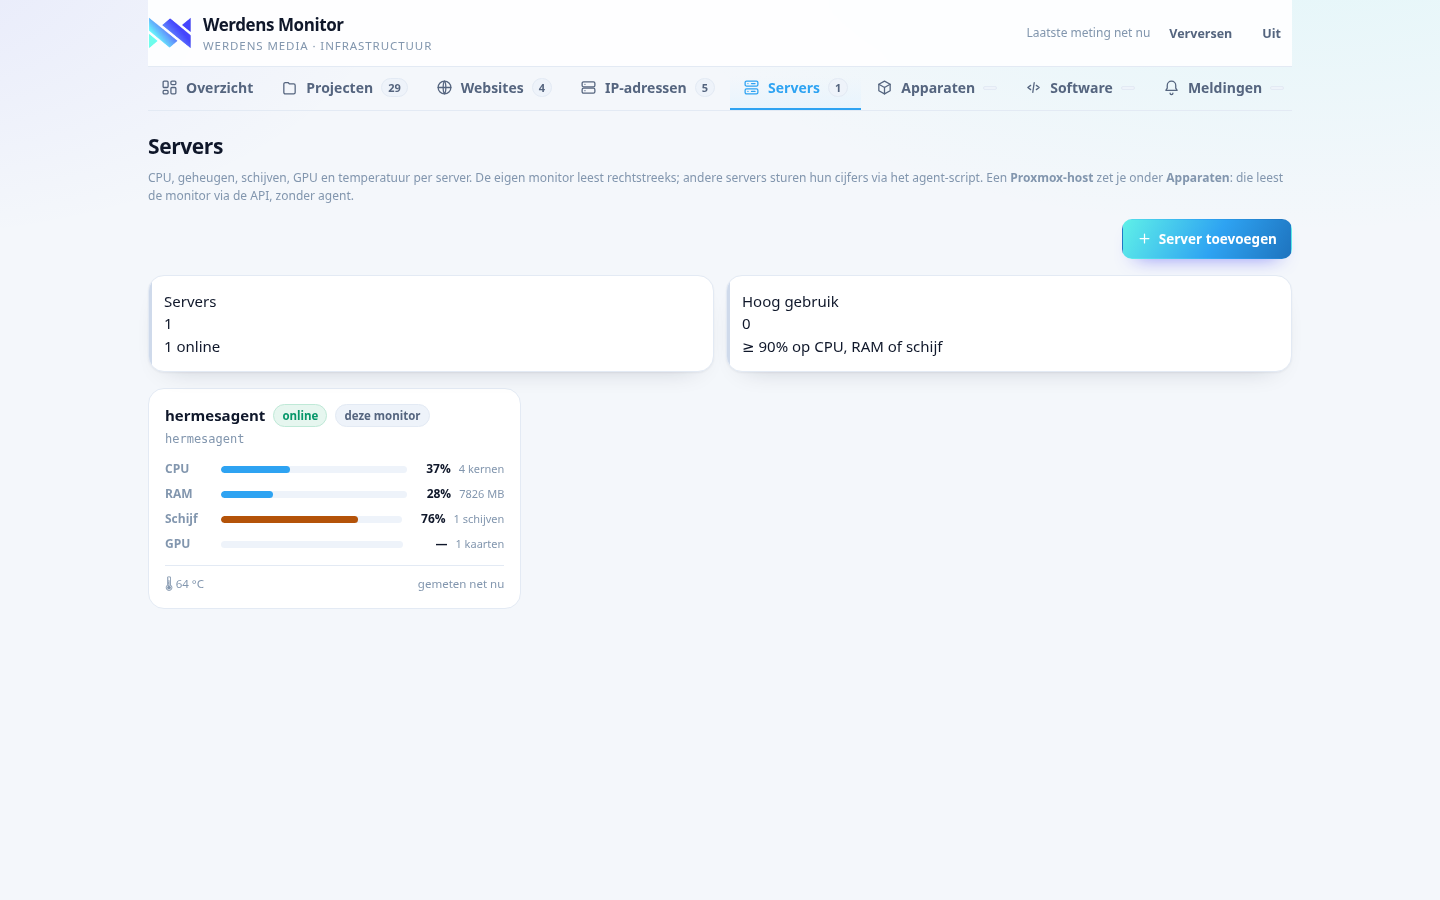 Werdens Monitor
WERDENS MEDIA · INFRASTRUCTUUR
Laatste meting net nu
Verversen
Uit
Overzicht
Projecten 29
Websites 4
IP-adressen 5
Servers 1
Apparaten
Software
Meldingen
Servers
CPU, geheugen, schijven, GPU en temperatuur per server. De eigen monitor leest rechtstreeks; andere servers sturen hun cijfers via het agent-script. Een Proxmox-host zet je onder Apparaten: die leest
de monitor via de API, zonder agent.
+ Server toevoegen
Servers
1
1 online
Hoog gebruik
0
≥ 90% op CPU, RAM of schijf
hermesagent online deze monitor
hermesagent
CPU 37% 4 kernen
RAM 28% 7826 MB
Schijf 76% 1 schijven
GPU — 1 kaarten
64 °C gemeten net nu